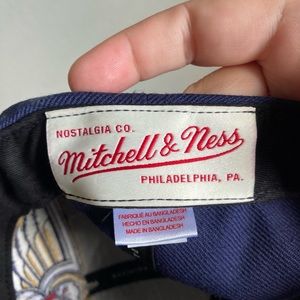 NOSTALGIA CO.
Mitchell & Ness
PHILADELPHIA, PA.
FABRIQUÉ AU BANGLADESH
HECHO EN BANGLADESH
MADE IN BANGLADESH